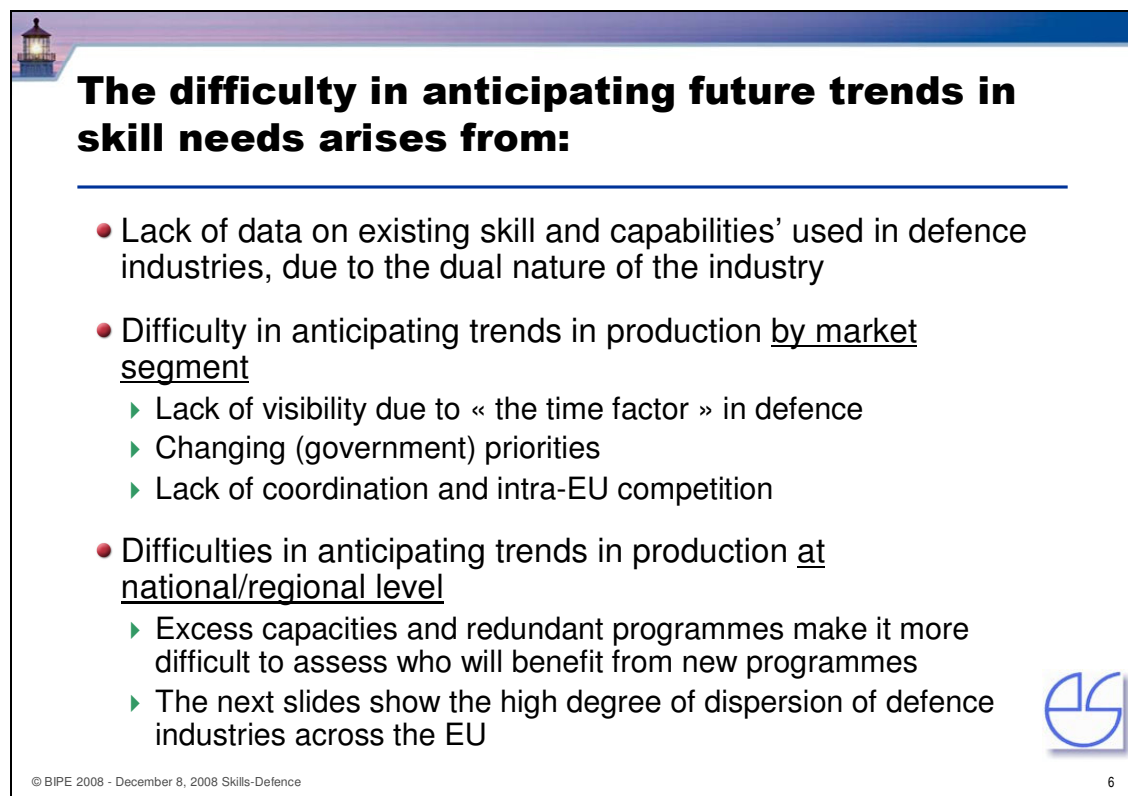 The difficulty in anticipating future trends in
skill needs arises from:
Lack of data on existing skill and capabilities’ used in defence
industries, due to the dual nature of the industry
Difficulty in anticipating trends in production by market
segment
Lack of visibility due to « the time factor » in defence
Changing (government) priorities
Lack of coordination and intra-EU competition
Difficulties in anticipating trends in production at
national/regional level
Excess capacities and redundant programmes make it more
difficult to assess who will benefit from new programmes
The next slides show the high degree of dispersion of defence
industries across the EU
© BIPE 2008 - December 8, 2008 Skills-Defence
6